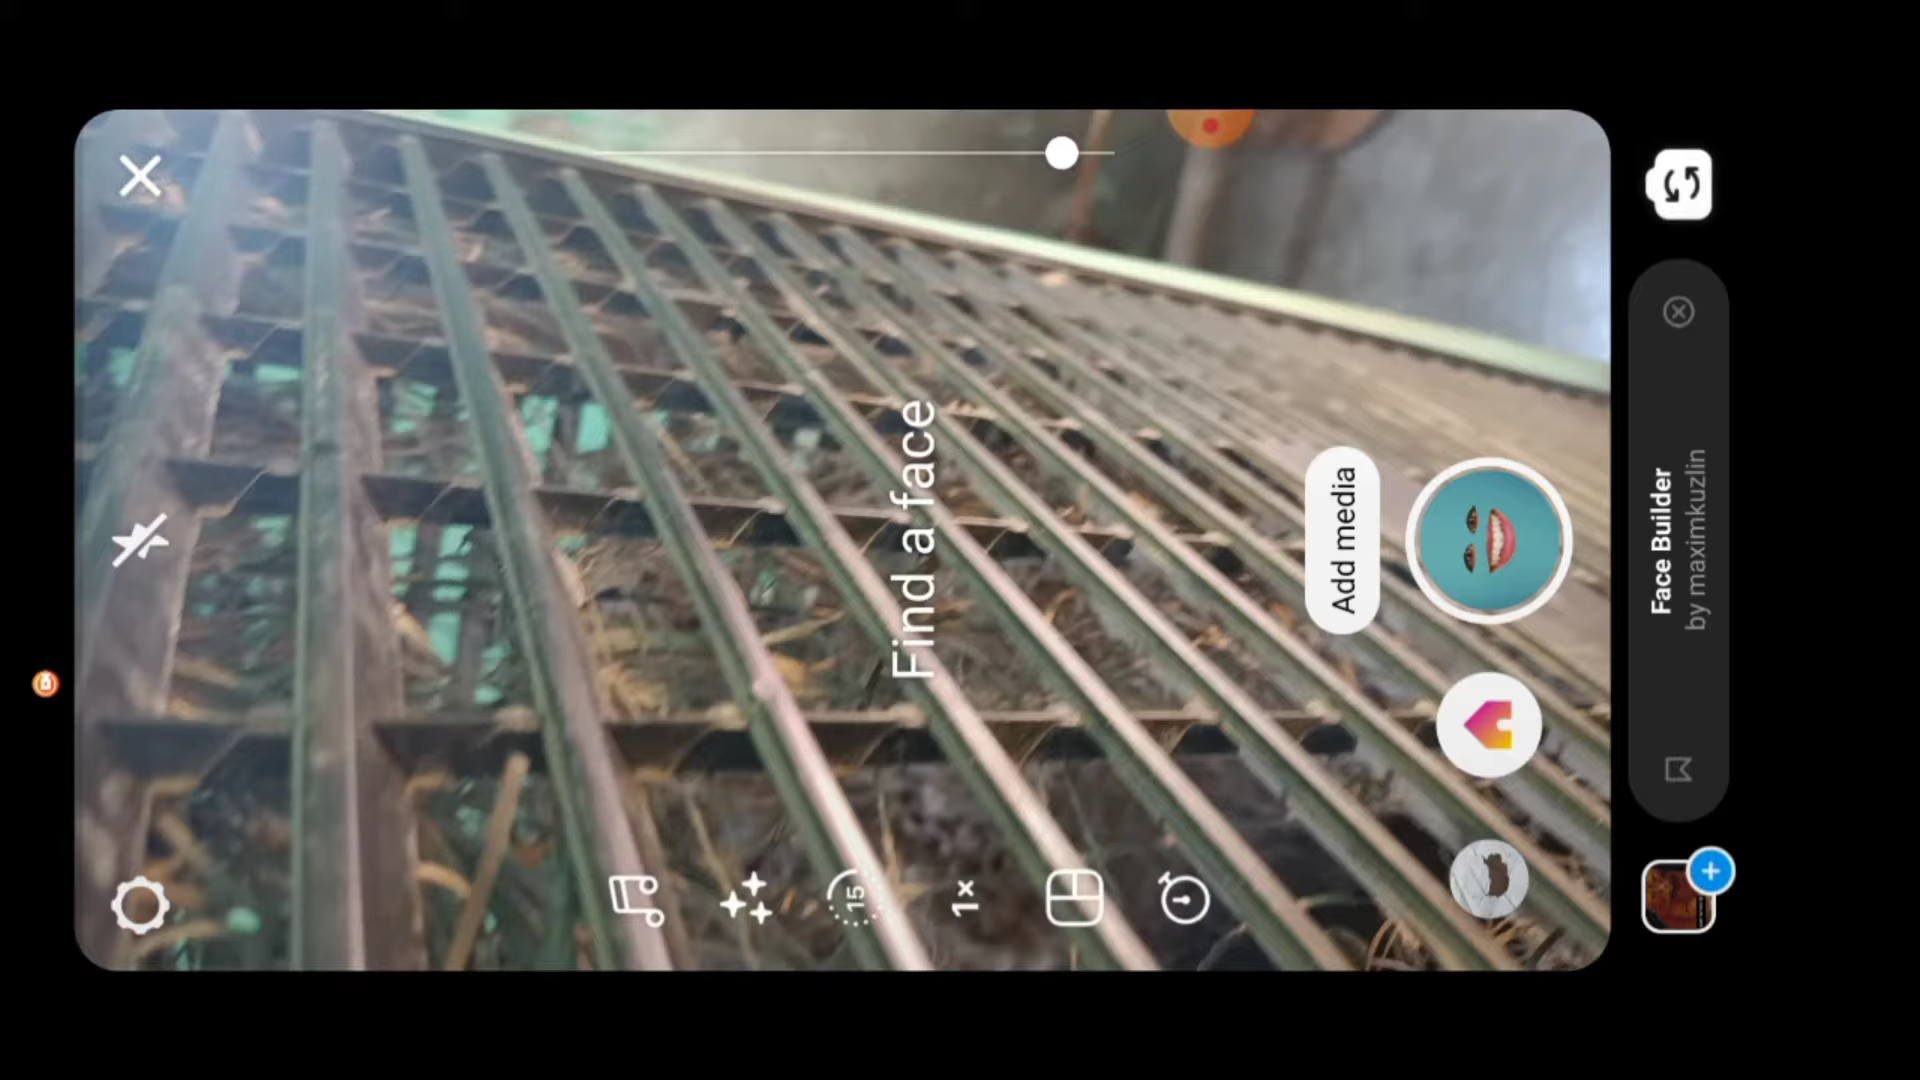 Find a face
15
1×
Add media
Face Builder
by maximkuzlin